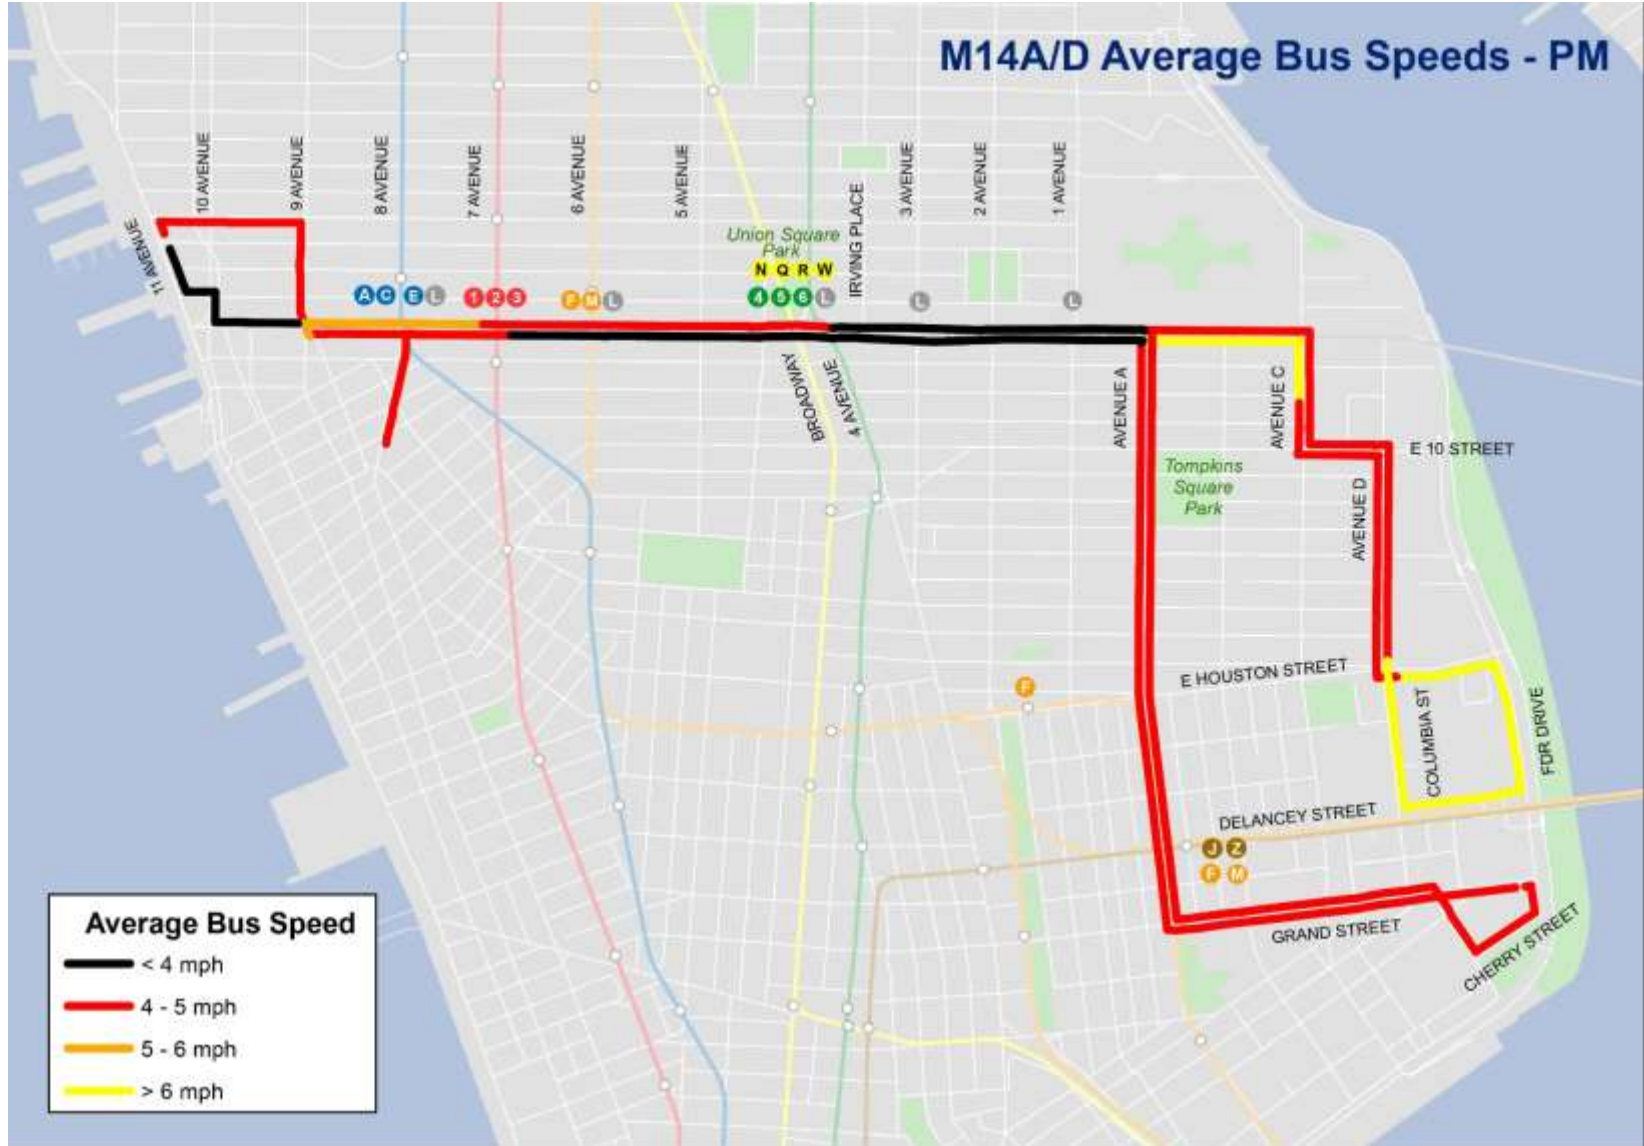 M14A/D Average Bus Speeds - PM
10 AVENUE
9 AVENUE
8 AVENUE
7 AVENUE
6 AVENUE
5 AVENUE
3 AVENUE
2 AVENUE
1 AVENUE
11 AVENUE
IRVING PLACE
Union Square
Park
N Q R W
A C E L
1 2 3
F M L
4 5 6 L
L
L
BROADWAY
4 AVENUE
AVENUE A
AVENUE C
E 10 STREET
Tompkins
Square
Park
AVENUE D
E HOUSTON STREET
F
COLUMBIA ST
FDR DRIVE
DELANCEY STREET
J Z
F M
GRAND STREET
CHERRY STREET
Average Bus Speed
< 4 mph
4 - 5 mph
5 - 6 mph
> 6 mph